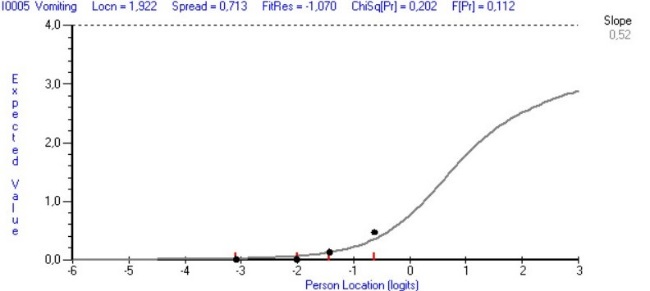 I0005 Vomiting Locn = 1,922 Spread = 0,713 FitRes = -1,070 ChiSq[Pr] = 0,202 F[Pr] = 0,112
Slope
0,52
Expected Value
4,0
3,0
2,0
1,0
0,0
-6 -5 -4 -3 -2 -1 0 1 2 3
Person Location (logits)